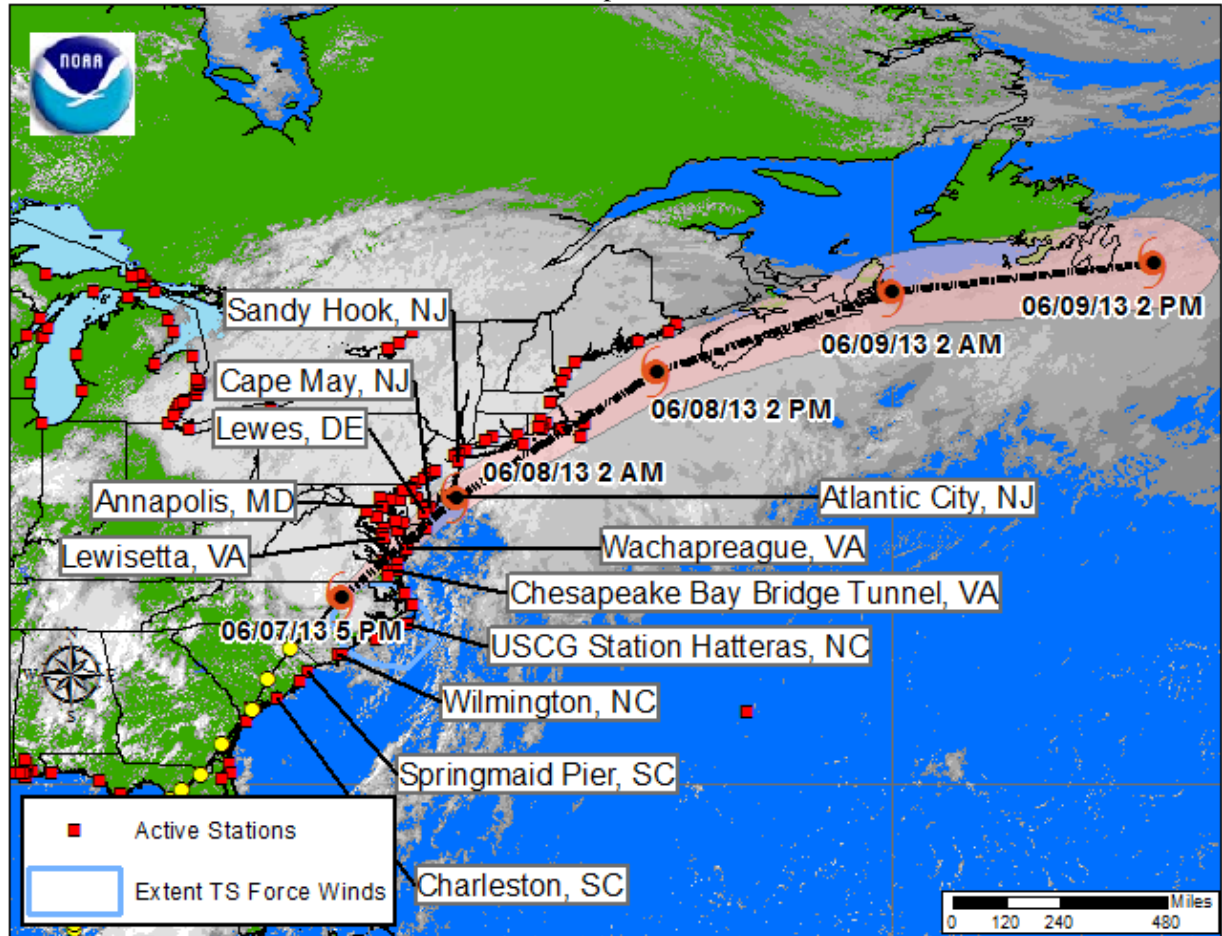 NOAA
Sandy Hook, NJ
Cape May, NJ
Lewes, DE
Annapolis, MD
Lewisetta, VA
06/09/13 2 PM
06/09/13 2 AM
06/08/13 2 PM
06/08/13 2 AM
Atlantic City, NJ
Wachapreague, VA
Chesapeake Bay Bridge Tunnel, VA
06/07/13 5 PM
USCG Station Hatteras, NC
Wilmington, NC
Springmaid Pier, SC
Charleston, SC
N
W
E
S
Active Stations
Extent TS Force Winds
Miles
0 120 240 480